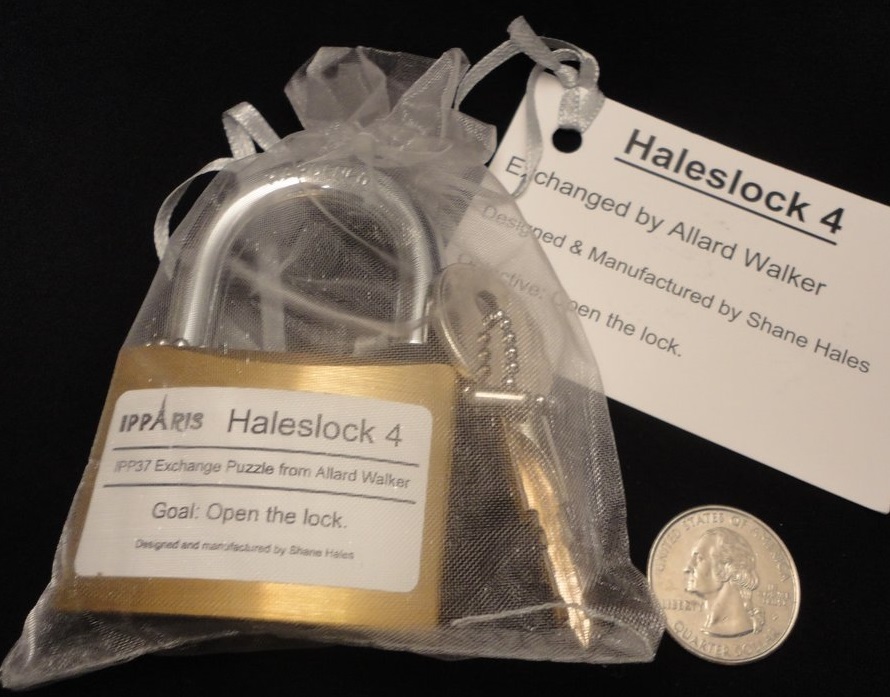 Haleslock 4
Exchanged by Allard Walker
Designed & Manufactured by Shane Hales
Objective: Open the lock.
IPPARIS Haleslock 4
IPP37 Exchange Puzzle from Allard Walker
Goal: Open the lock.
Designed and manufactured by Shane Hales
UNITED STATES OF AMERICA
LIBERTY
QUARTER DOLLAR